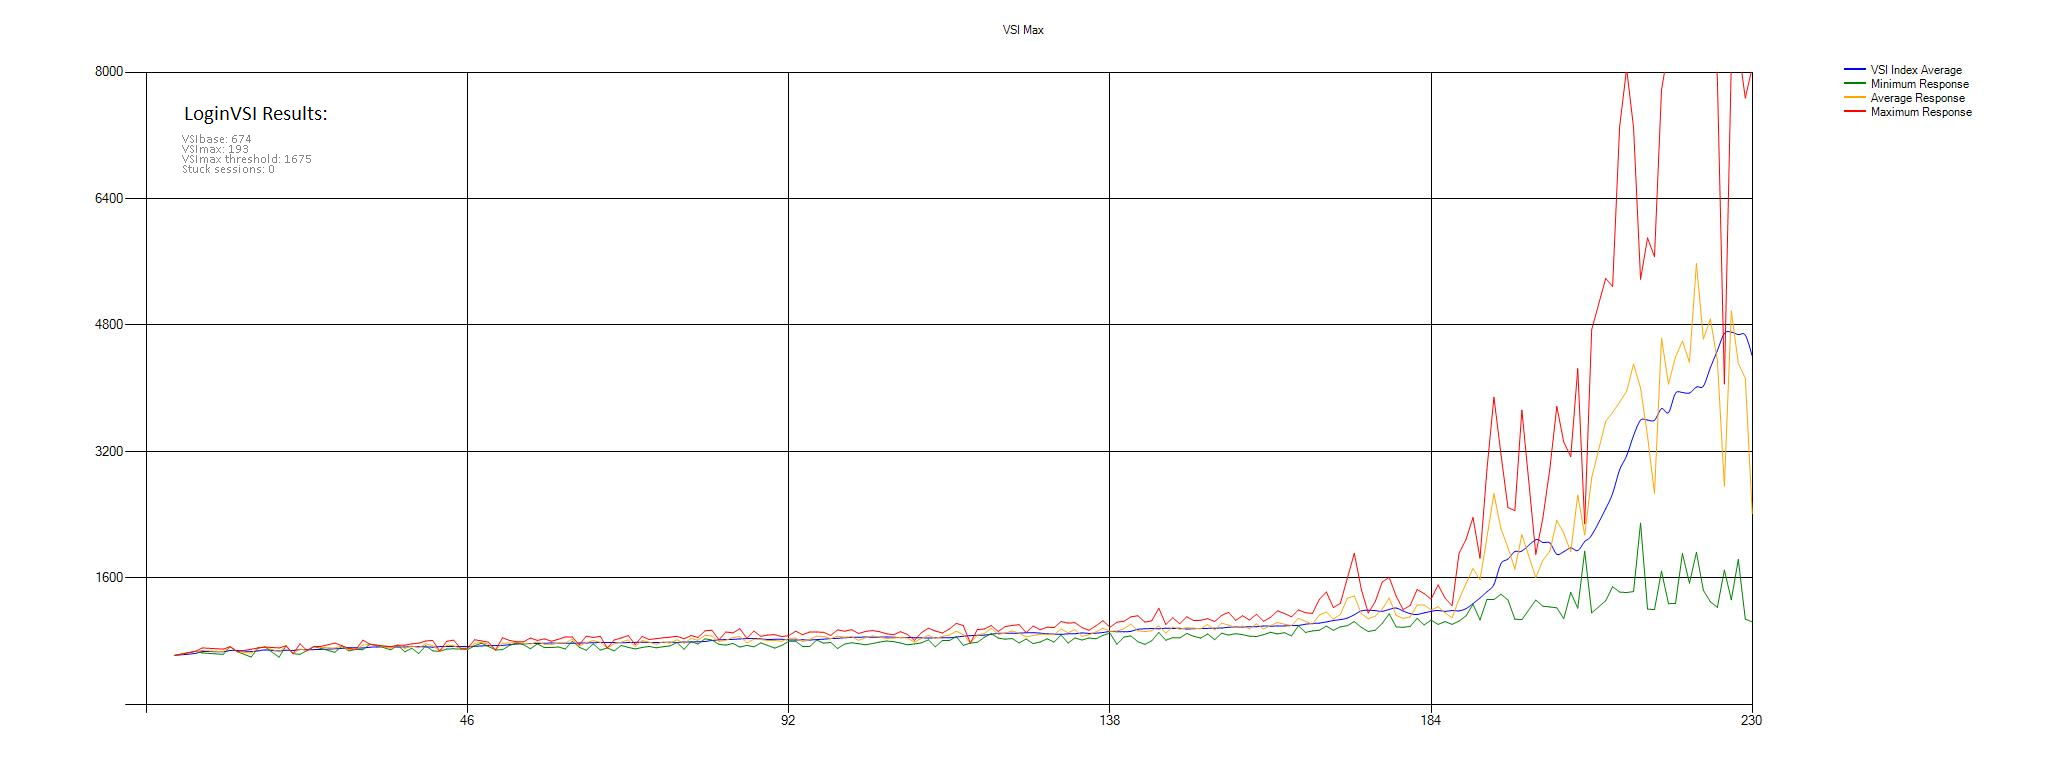 VSI Max
8000
6400
4800
3200
1600
LoginVSI Results:
VSIbase: 674
VSImax: 193
VSImax threshold: 1675
Stuck sessions: 0
VSI Index Average
Minimum Response
Average Response
Maximum Response
46 92 138 184 230